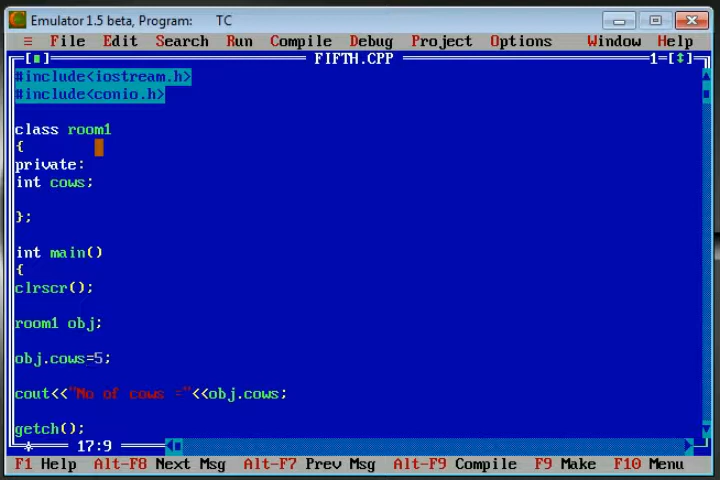 Emulator 1.5 beta, Program: TC
≡ File Edit Search Run Compile Debug Project Options Window Help
[■] FIFTH.CPP 1=[↕]
#include<iostream.h>
#include<conio.h>
class room1
{
private:
int cows;
};
int main()
{
clrscr();
room1 obj;
obj.cows=5;
cout<<"No of cows ="<<obj.cows;
getch();
* 17:9
F1 Help Alt-F8 Next Msg Alt-F7 Prev Msg Alt-F9 Compile F9 Make F10 Menu